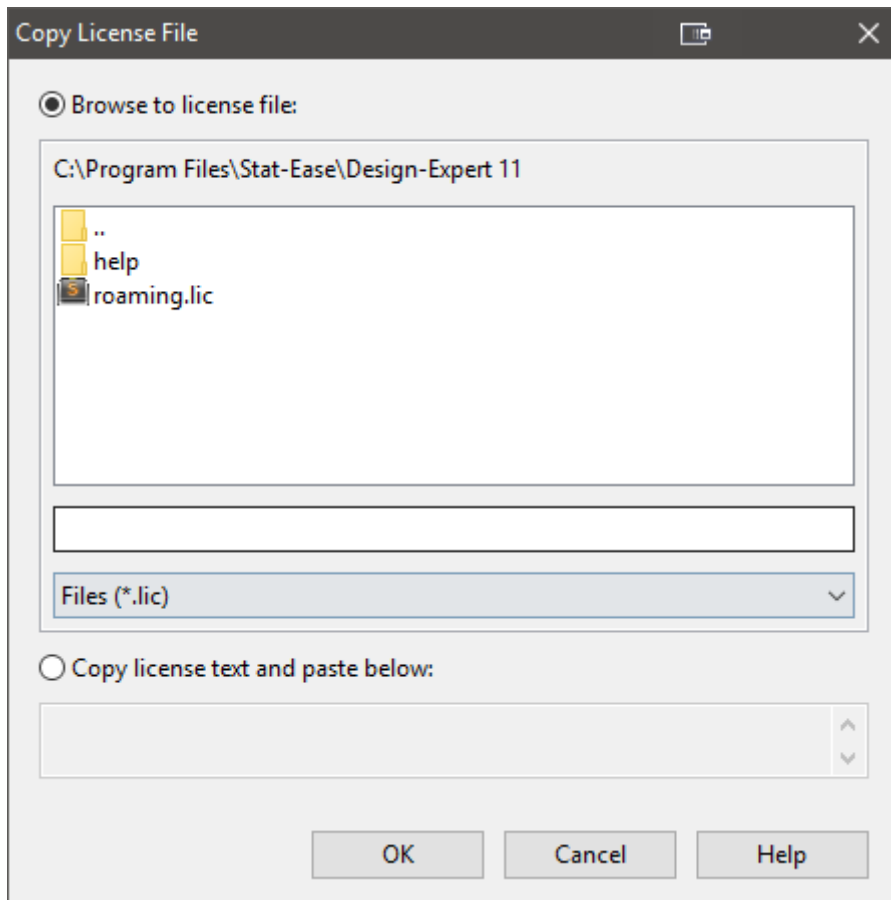 Copy License File
Browse to license file:
C:\Program Files\Stat-Ease\Design-Expert 11
..
help
roaming.lic
Files (*.lic)
Copy license text and paste below:
OK Cancel Help